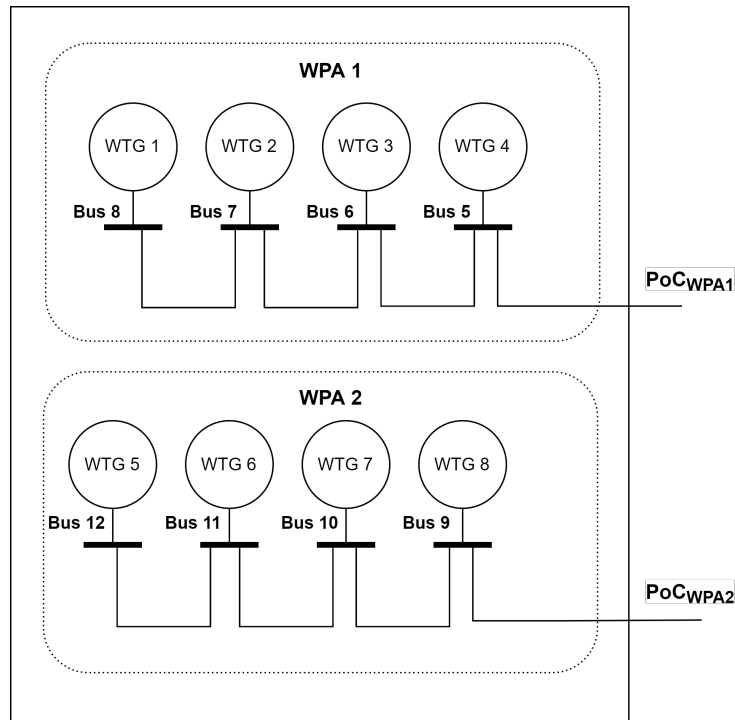 WPA 1
WTG 1 WTG 2 WTG 3 WTG 4
Bus 8 Bus 7 Bus 6 Bus 5
PoCWPA1
WPA 2
WTG 5 WTG 6 WTG 7 WTG 8
Bus 12 Bus 11 Bus 10 Bus 9
PoCWPA2